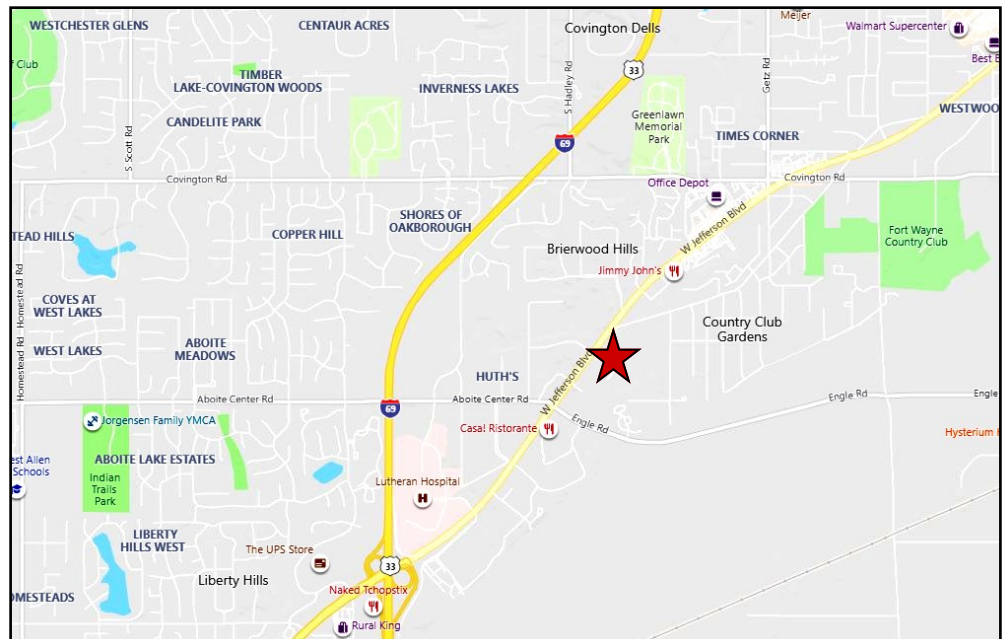 Meijer
WESTCHESTER GLENS
CENTAUR ACRES
Covington Dells
Walmart Supercenter
Best B
f Club
33
TIMBER
LAKE-COVINGTON WOODS
INVERNESS LAKES
S Hadley Rd
Getz Rd
Greenlawn
Memorial
Park
WESTWOO
CANDELITE PARK
TIMES CORNER
S Scott Rd
69
Covington Rd
Covington Rd
Office Depot
SHORES OF
OAKBOROUGH
W Jefferson Blvd
TEAD HILLS
COPPER HILL
Fort Wayne
Country Club
Brierwood Hills
Jimmy John's
Homestead Rd
Homestead Rd
COVES AT
WEST LAKES
WEST LAKES
ABOITE
MEADOWS
Country Club
Gardens
W Jefferson Blvd
HUTH'S
Aboite Center Rd
69
Aboite Center Rd
Engle Rd
Engle
Jorgensen Family YMCA
Casa! Ristorante
Engle Rd
Hysterium H
est Allen
Schools
ABOITE LAKE ESTATES
Indian
Trails
Park
Lutheran Hospital
H
LIBERTY
HILLS WEST
The UPS Store
33
Liberty Hills
Naked Tchopstix
OMESTEADS
Rural King